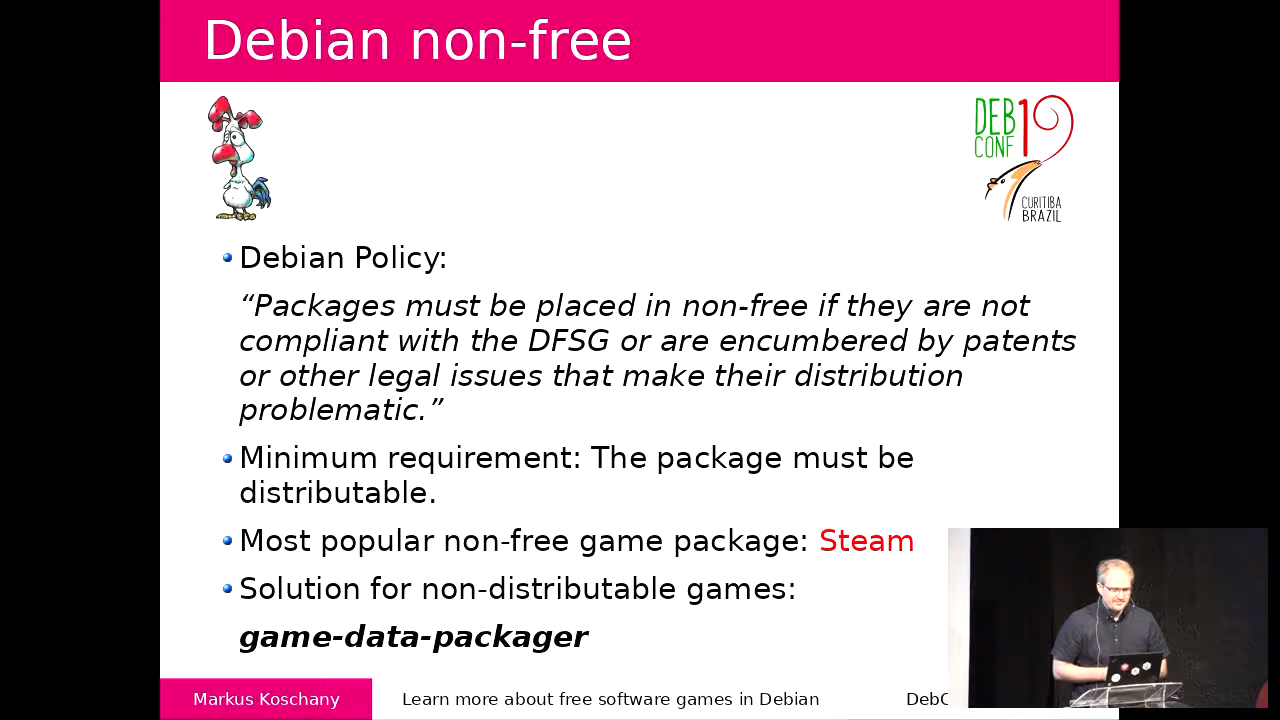 Debian non-free
DEB
CONF
19
CURITIBA
BRAZIL
Debian Policy:
“Packages must be placed in non-free if they are not
compliant with the DFSG or are encumbered by patents
or other legal issues that make their distribution
problematic.”
Minimum requirement: The package must be
distributable.
Most popular non-free game package: Steam
Solution for non-distributable games:
game-data-packager
Markus Koschany
Learn more about free software games in Debian